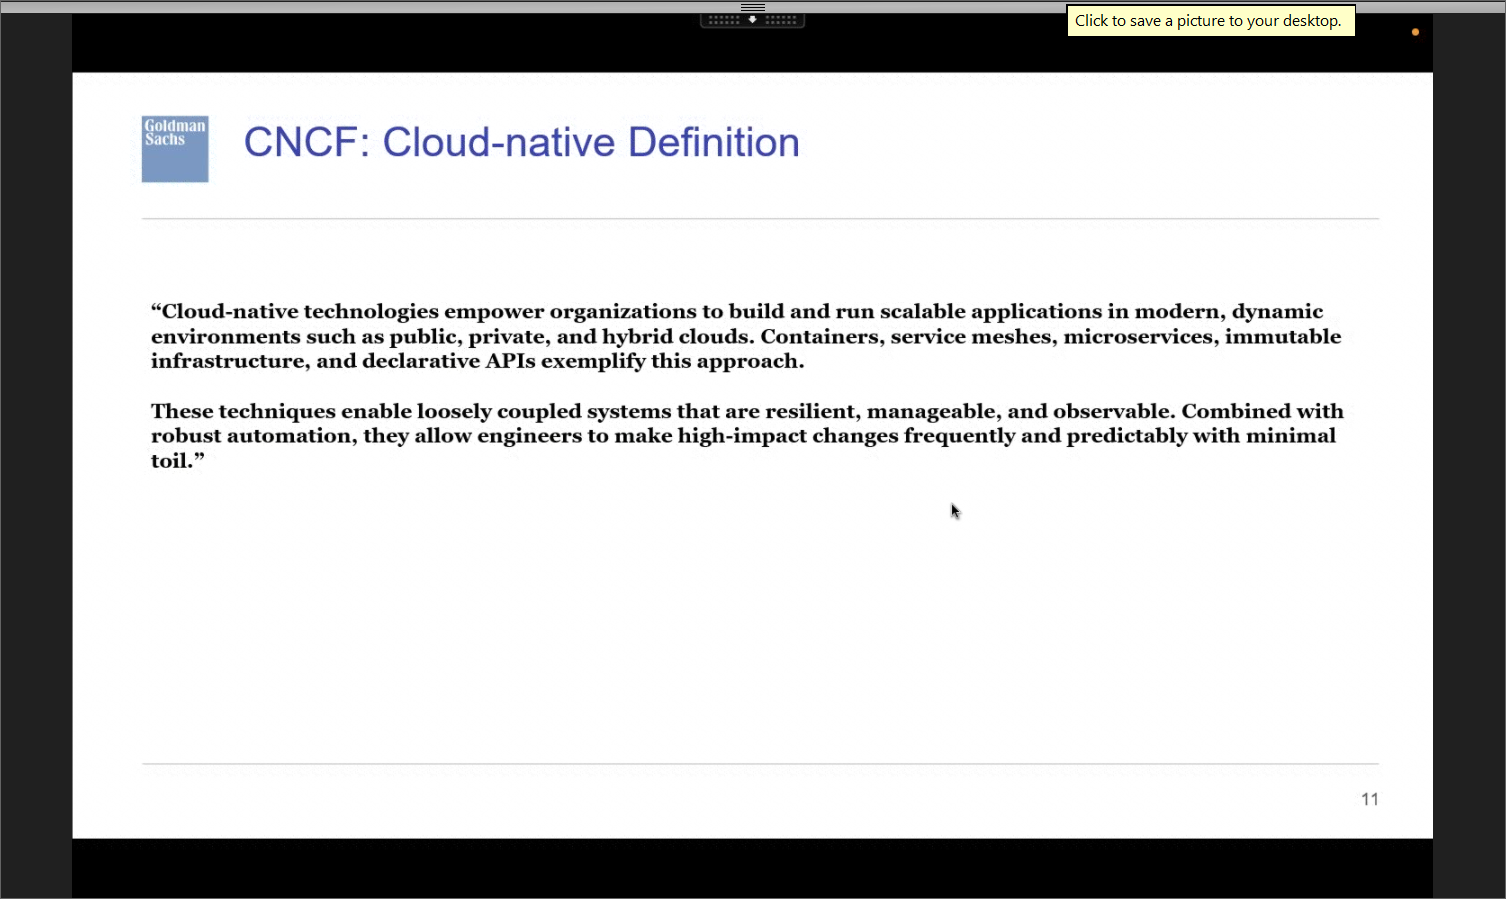 Click to save a picture to your desktop.
Goldman
Sachs
CNCF: Cloud-native Definition
“Cloud-native technologies empower organizations to build and run scalable applications in modern, dynamic
environments such as public, private, and hybrid clouds. Containers, service meshes, microservices, immutable
infrastructure, and declarative APIs exemplify this approach.
These techniques enable loosely coupled systems that are resilient, manageable, and observable. Combined with
robust automation, they allow engineers to make high-impact changes frequently and predictably with minimal
toil.”
11